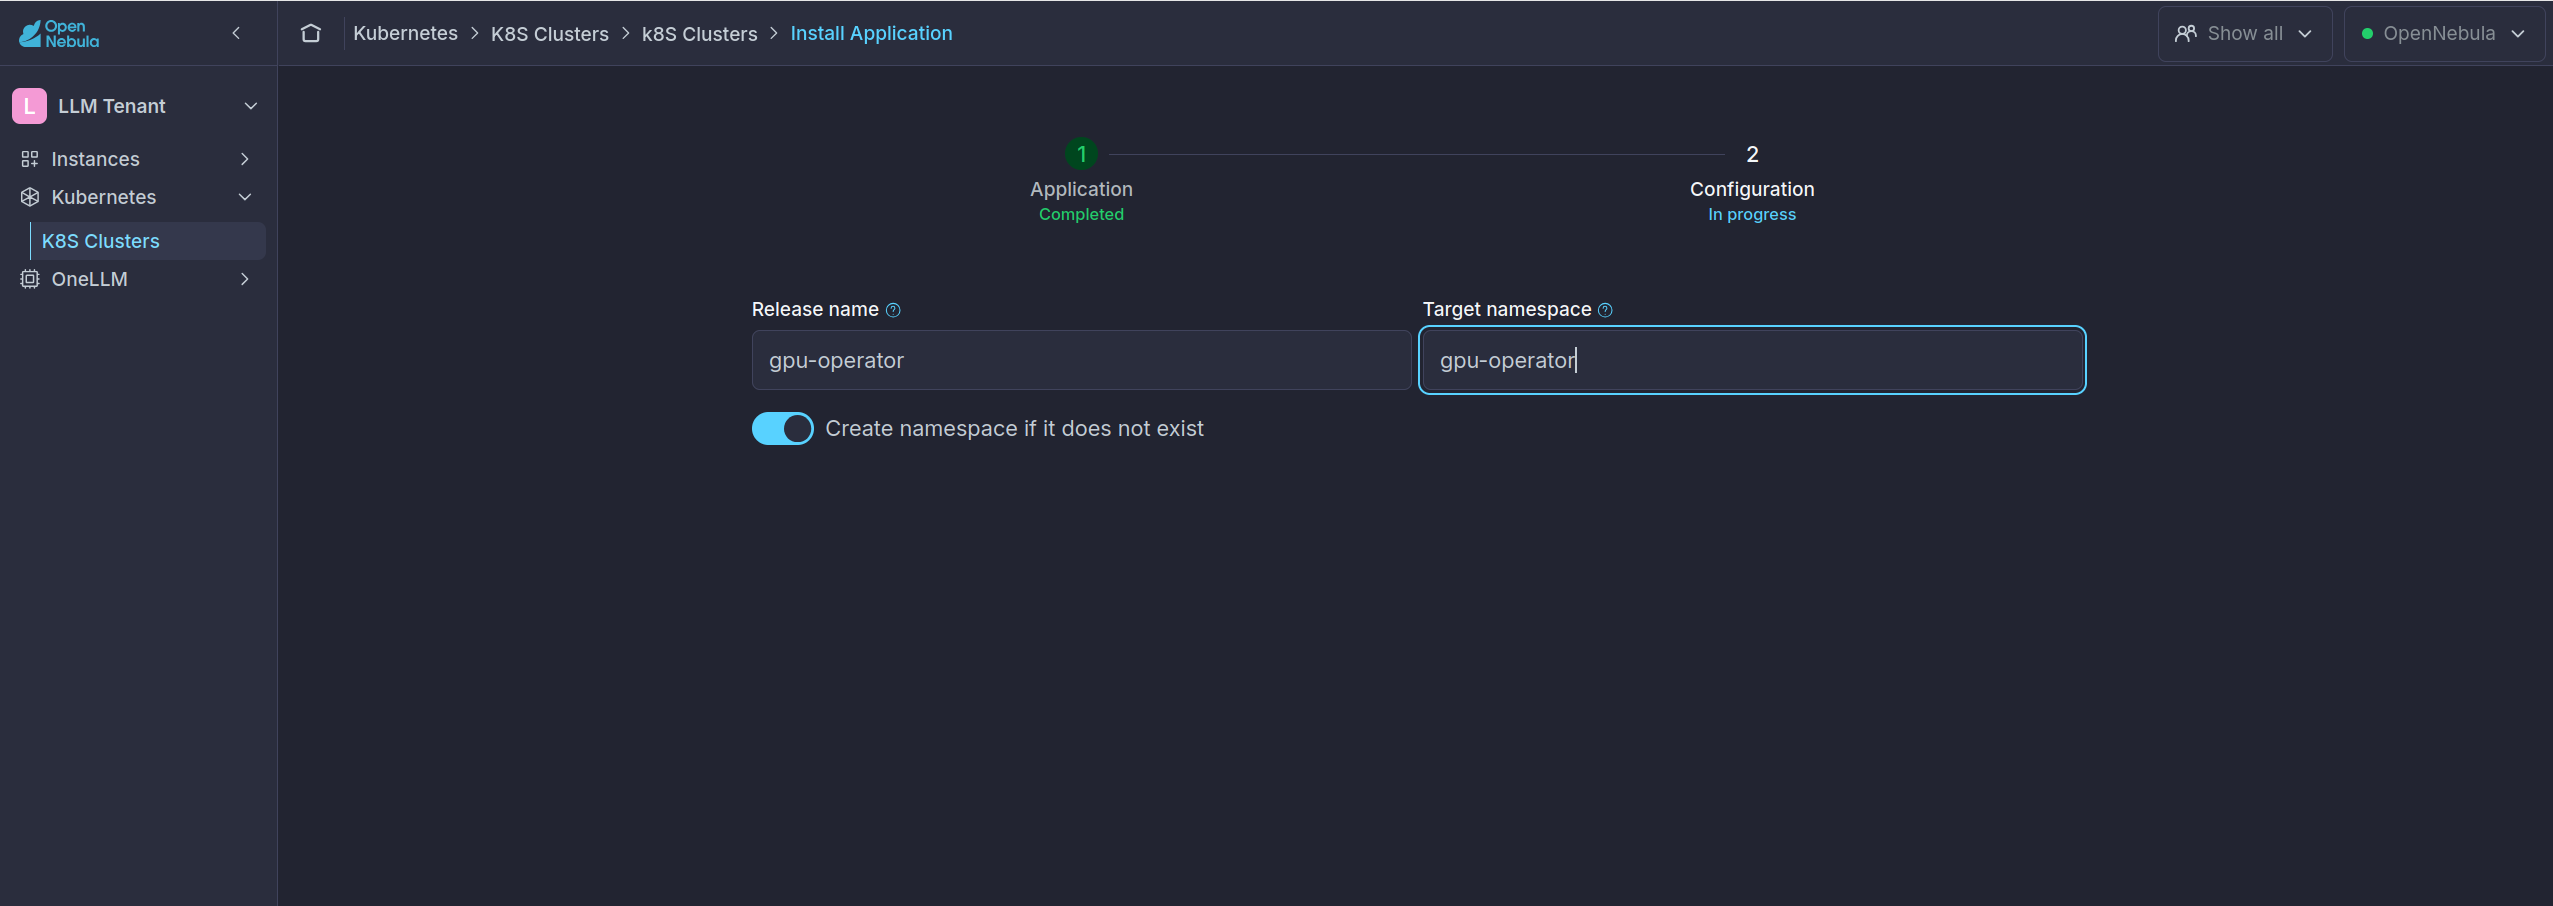 Open
Nebula
Kubernetes > K8S Clusters > k8S Clusters > Install Application
Show all
OpenNebula
L LLM Tenant
Instances
Kubernetes
K8S Clusters
OneLLM
1
Application
Completed
2
Configuration
In progress
Release name
gpu-operator
Target namespace
gpu-operator
Create namespace if it does not exist